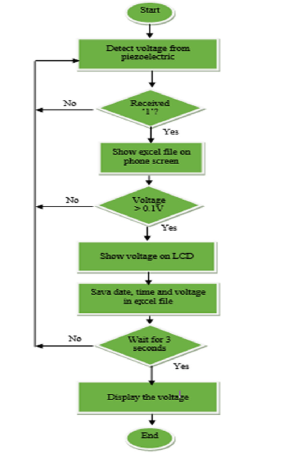 Start
Detect voltage from
piezoelectric
Received
'1'?
No
Yes
Show excel file on
phone screen
Voltage
> 0.1V
No
Yes
Show voltage on LCD
Sava date, time and voltage
in excel file
Wait for 3
seconds
No
Yes
Display the voltage
End